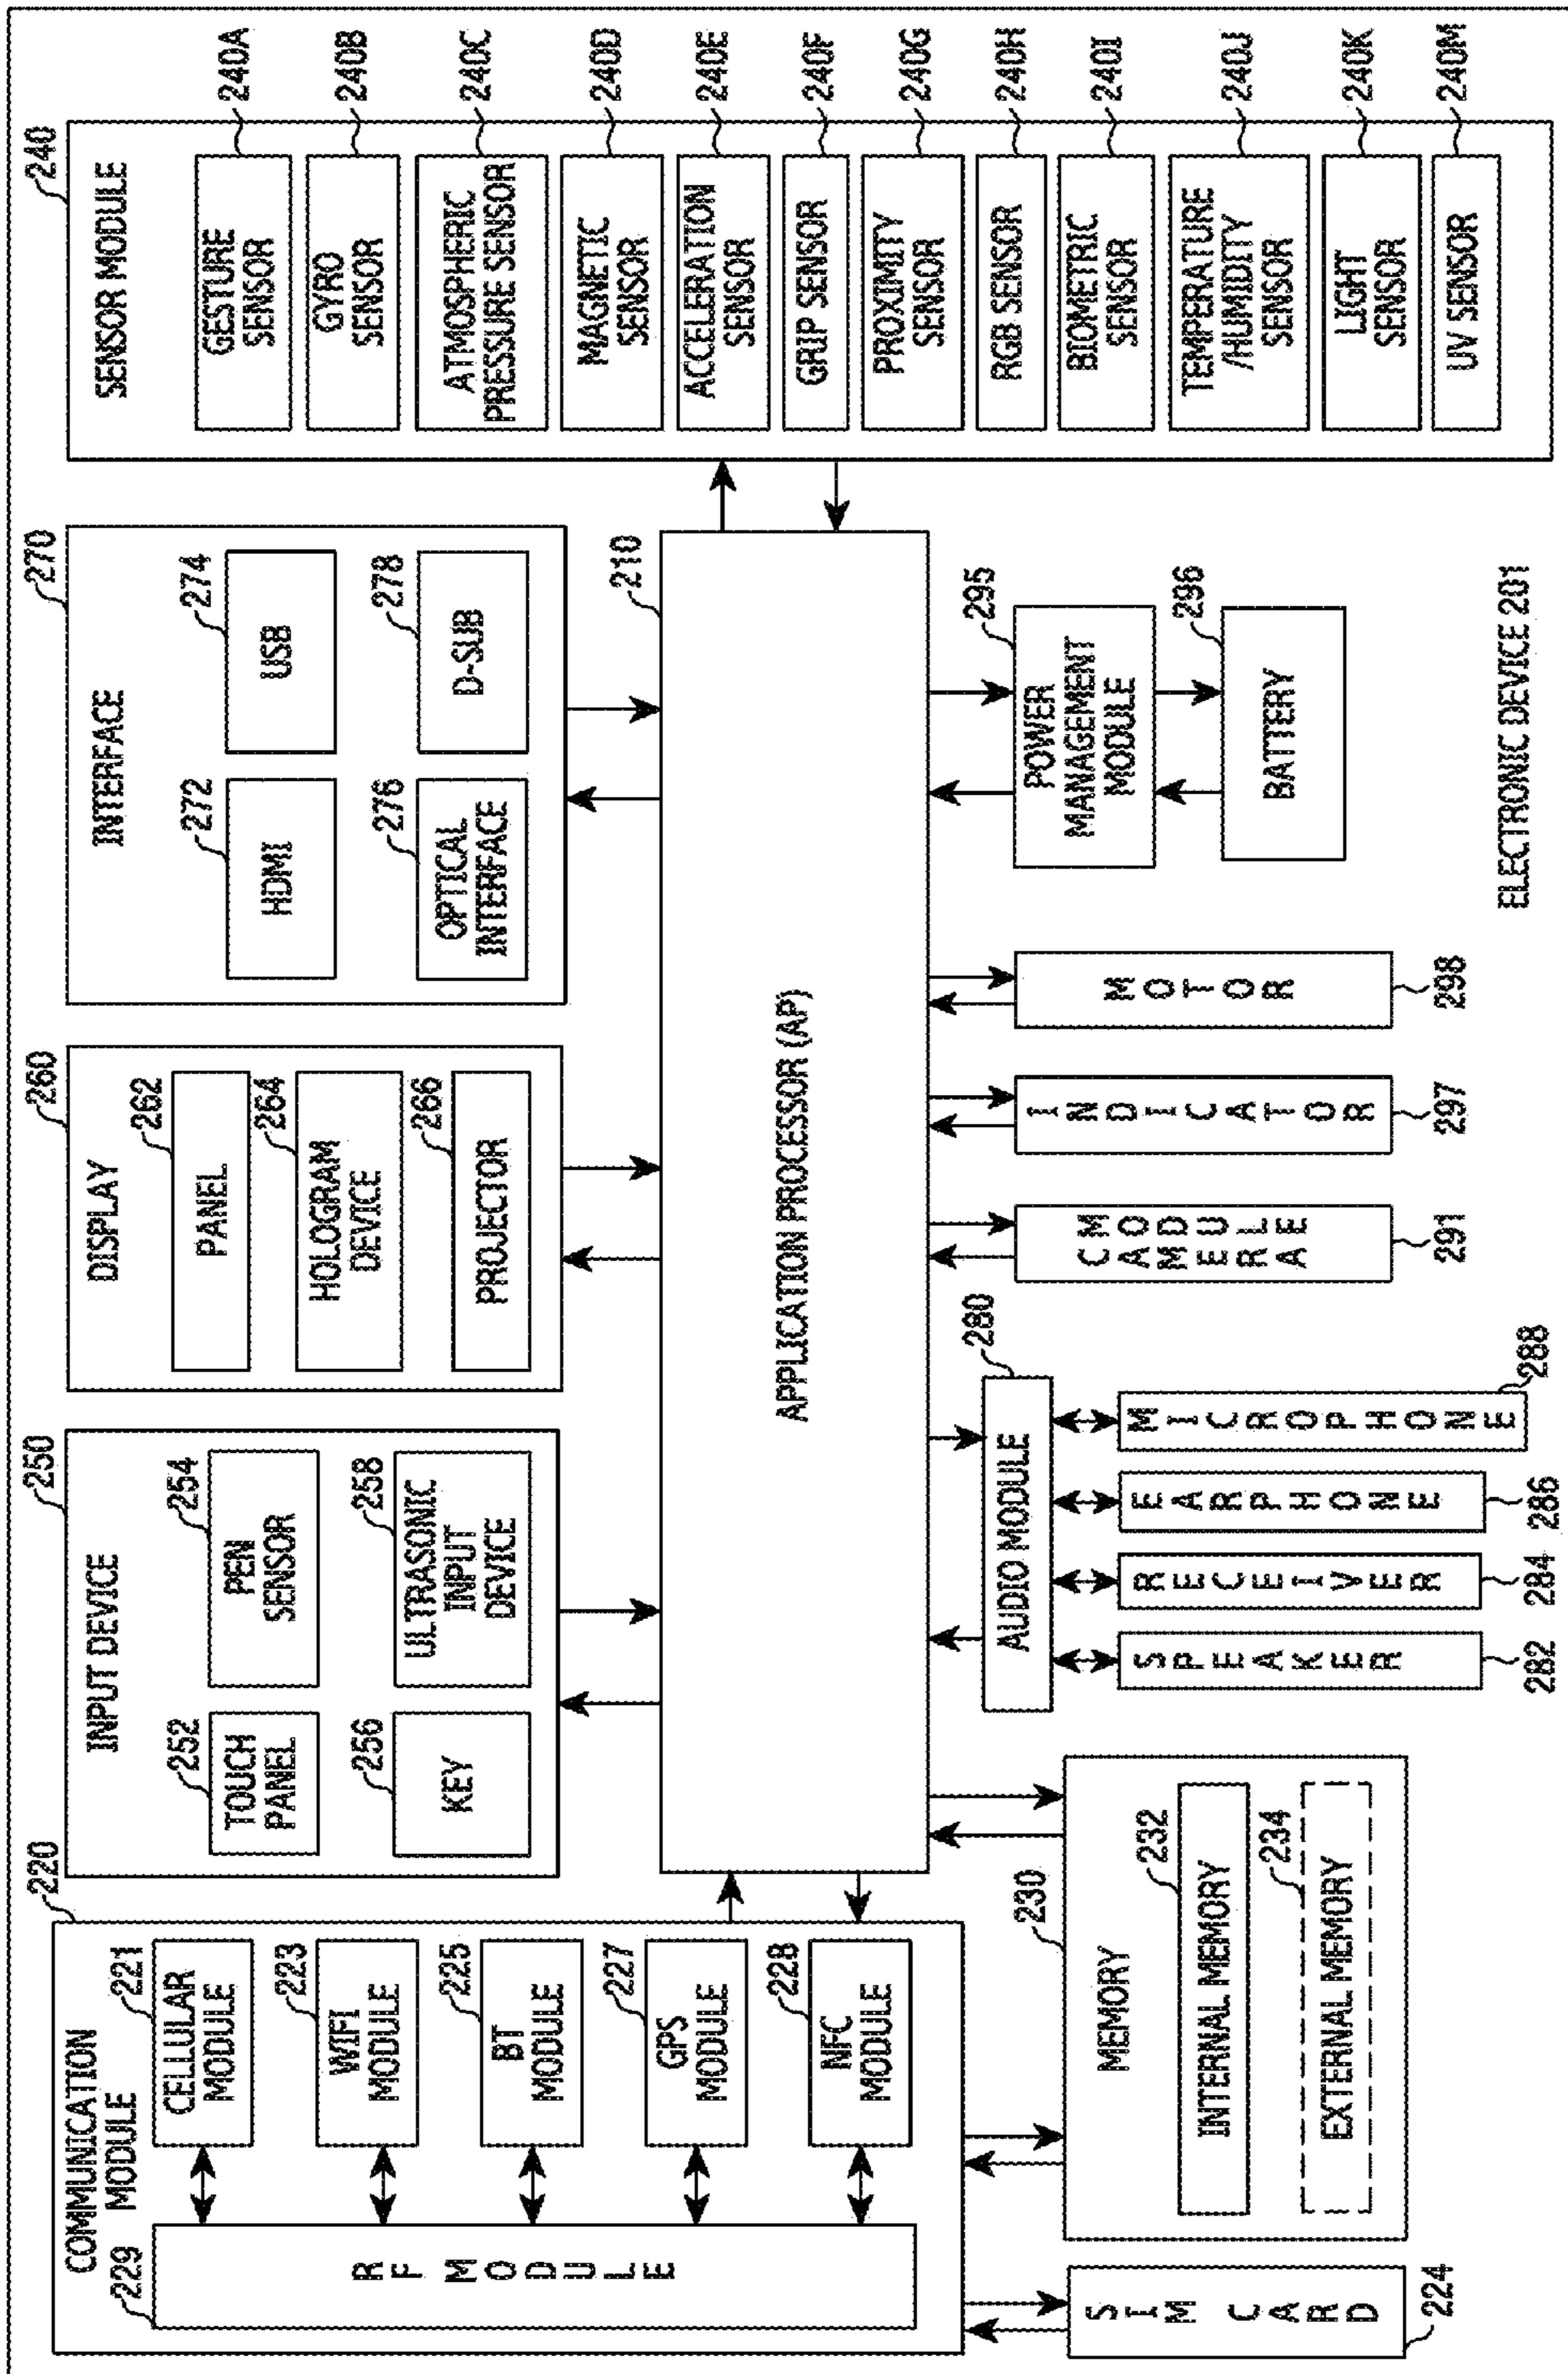 COMMUNICATION
MODULE
220
229
RF MODULE
221
CELLULAR
MODULE
223
WIFI
MODULE
225
BT
MODULE
227
GPS
MODULE
228
NFC
MODULE
INPUT DEVICE
250
252
TOUCH
PANEL
254
PEN
SENSOR
256
KEY
258
ULTRASONIC
INPUT
DEVICE
DISPLAY
260
262
PANEL
264
HOLOGRAM
DEVICE
266
PROJECTOR
INTERFACE
270
272
HDMI
274
USB
276
OPTICAL
INTERFACE
278
D-SUB
SENSOR MODULE
240
GESTURE
SENSOR
240A
GYRO
SENSOR
240B
ATMOSPHERIC
PRESSURE SENSOR
240C
MAGNETIC
SENSOR
240D
ACCELERATION
SENSOR
240E
GRIP SENSOR
240F
PROXIMITY
SENSOR
240G
RGB SENSOR
240H
BIOMETRIC
SENSOR
240I
TEMPERATURE
/HUMIDITY
SENSOR
240J
LIGHT
SENSOR
240K
UV SENSOR
240M
APPLICATION PROCESSOR (AP)
210
SIM CARD
224
MEMORY
230
232
INTERNAL MEMORY
234
EXTERNAL MEMORY
AUDIO MODULE
280
SPEAKER
282
RECEIVER
284
EARPHONE
286
MICROPHONE
288
CAMERA
MODULE
291
INDICATOR
297
MOTOR
298
POWER
MANAGEMENT
MODULE
295
BATTERY
296
ELECTRONIC DEVICE 201